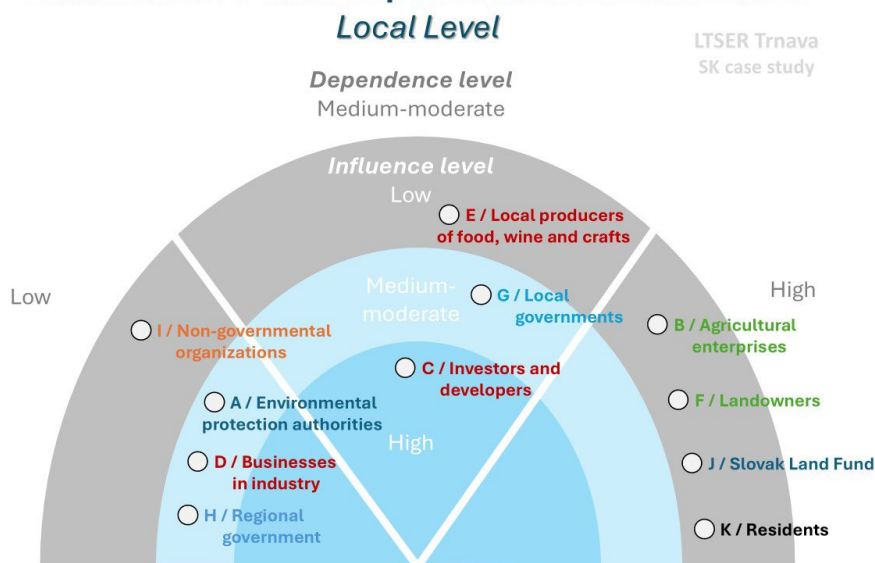 Local Level
LTSER Trnava
SK case study
Dependence level
Medium-moderate
Influence level
Low
E / Local producers
of food, wine and crafts
Low
High
Medium-
moderate
G / Local
governments
I / Non-governmental
organizations
B / Agricultural
enterprises
C / Investors and
developers
A / Environmental
protection authorities
F / Landowners
High
D / Businesses
in industry
J / Slovak Land Fund
H / Regional
government
K / Residents